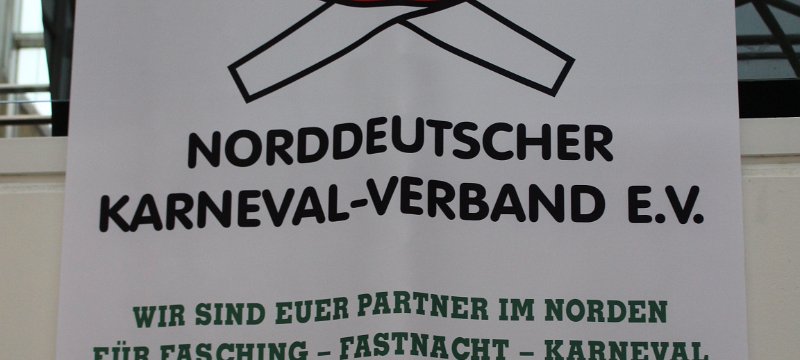 NORDDEUTSCHER
KARNEVAL-VERBAND E.V.
WIR SIND EUER PARTNER IM NORDEN
FÜR FASCHING – FASTNACHT – KARNEVAL